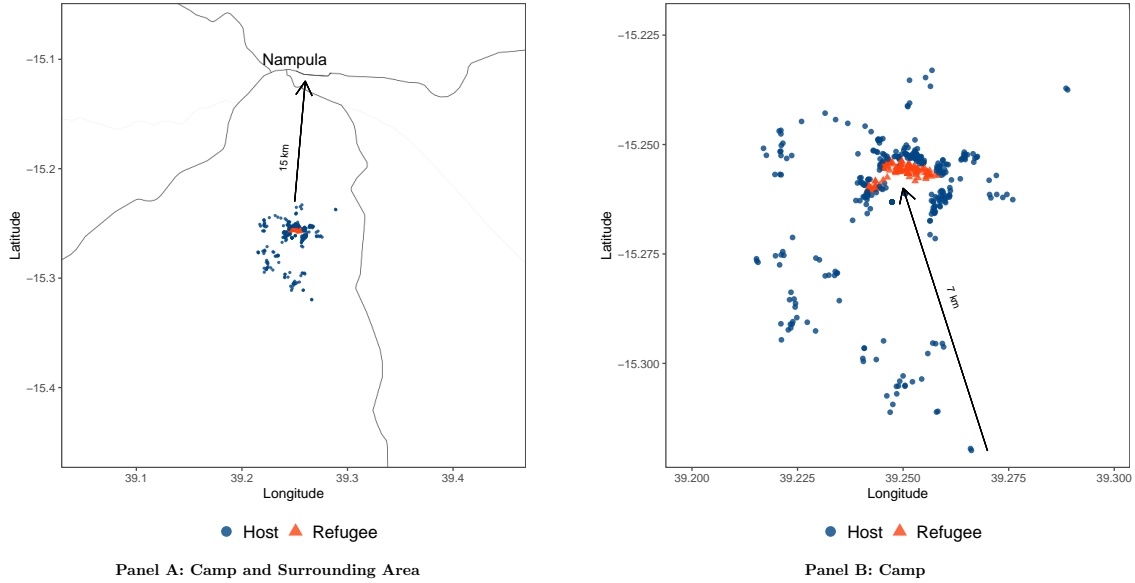 Nampula
15 km
−15.1
−15.2
−15.3
−15.4
Latitude
39.1 39.2 39.3 39.4
Longitude
Host Refugee
Panel A: Camp and Surrounding Area
7 km
−15.225
−15.250
−15.275
−15.300
Latitude
39.200 39.225 39.250 39.275 39.300
Longitude
Host Refugee
Panel B: Camp